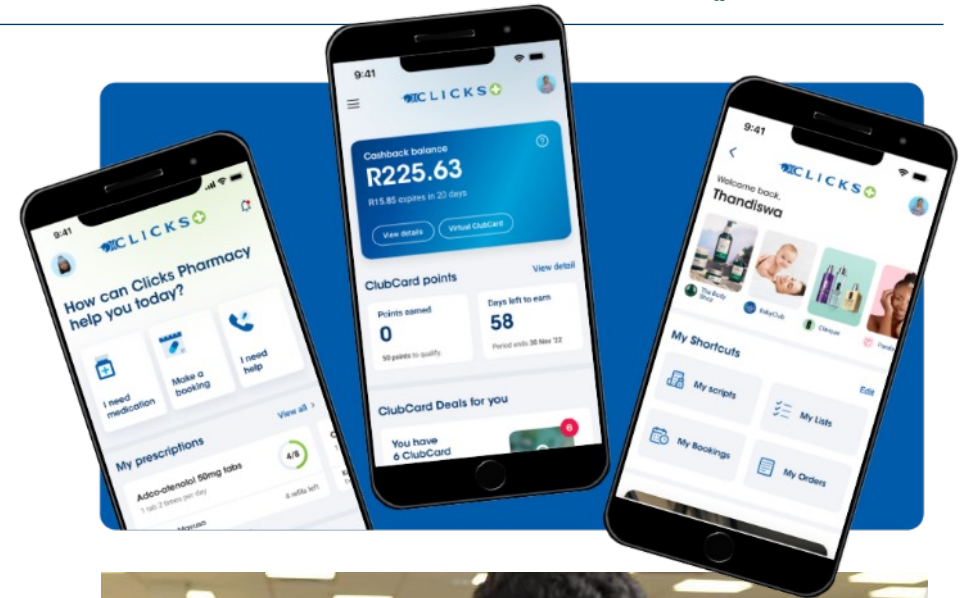 9:41
CLICKS
How can Clicks Pharmacy
help you today?
I need
medication
Make a
booking
I need
help
My prescriptions
View all >
Adco-atenolol 50mg tabs
1 tab 2 times per day
4/8
4 refills left
9:41
CLICKS
Cashback balance
R225.63
R15.85 expires in 20 days
View details
Virtual ClubCard
ClubCard points
View detail
Points earned
0
50 points to qualify.
Days left to earn
58
Period ends 30 Nov '22
ClubCard Deals for you
You have
6 ClubCard
6
9:41
CLICKS
Welcome back,
Thandiswa
The Body
Shop
BabyClub
Clinique
My Shortcuts
Edit
My scripts
My Lists
My Bookings
My Orders